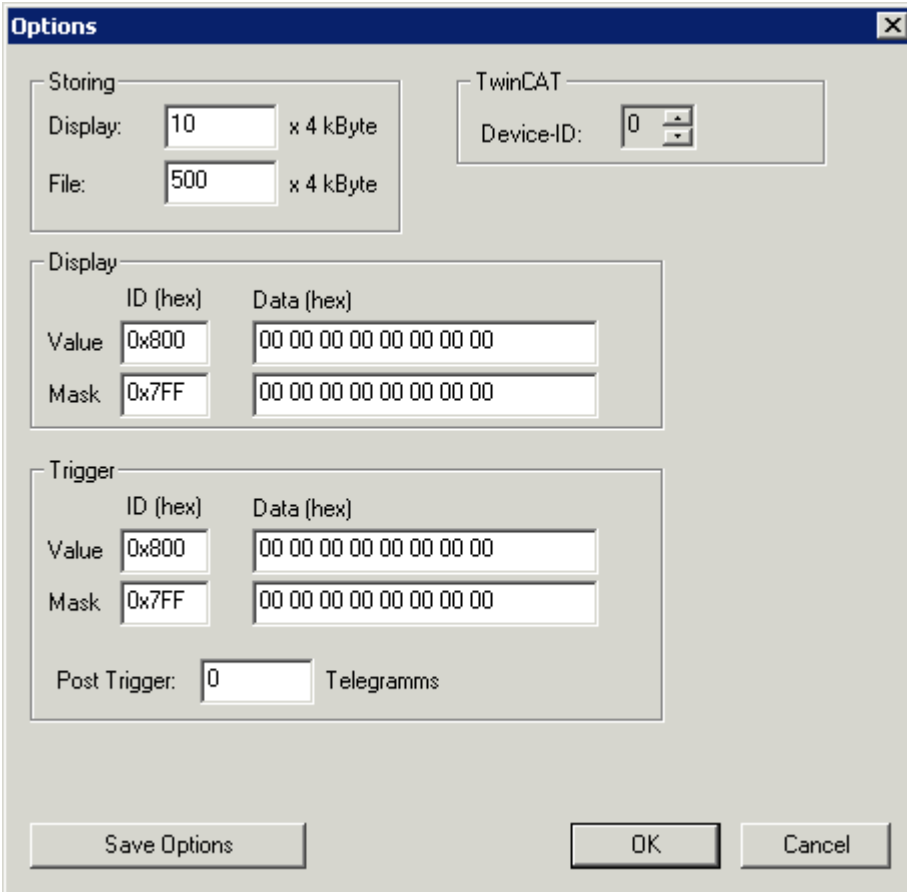 Options
Storing
Display: 10 x 4 kByte
File: 500 x 4 kByte
TwinCAT
Device-ID: 0
Display
ID (hex) Data (hex)
Value 0x800 00 00 00 00 00 00 00 00
Mask 0x7FF 00 00 00 00 00 00 00 00
Trigger
ID (hex) Data (hex)
Value 0x800 00 00 00 00 00 00 00 00
Mask 0x7FF 00 00 00 00 00 00 00 00
Post Trigger: 0 Telegramms
Save Options OK Cancel